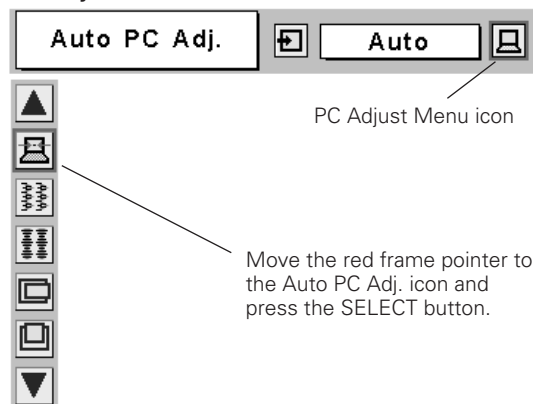 Auto PC Adj.
Auto
PC Adjust Menu icon
Move the red frame pointer to
the Auto PC Adj. icon and
press the SELECT button.